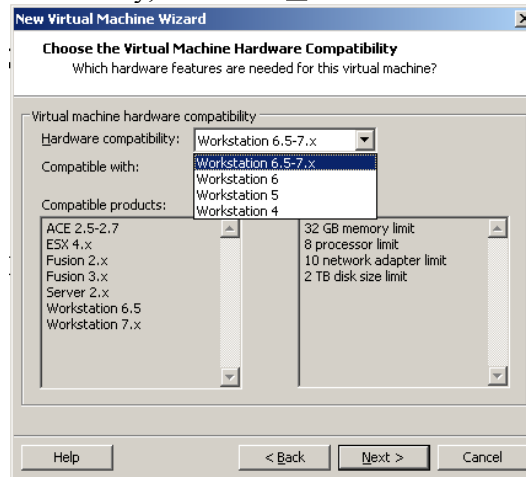 New Virtual Machine Wizard
Choose the Virtual Machine Hardware Compatibility
Which hardware features are needed for this virtual machine?
Virtual machine hardware compatibility
Hardware compatibility: Workstation 6.5-7.x
Compatible with:
Workstation 6.5-7.x
Workstation 6
Workstation 5
Workstation 4
Compatible products:
ACE 2.5-2.7
ESX 4.x
Fusion 2.x
Fusion 3.x
Server 2.x
Workstation 6.5
Workstation 7.x
32 GB memory limit
8 processor limit
10 network adapter limit
2 TB disk size limit
Help
< Back
Next >
Cancel